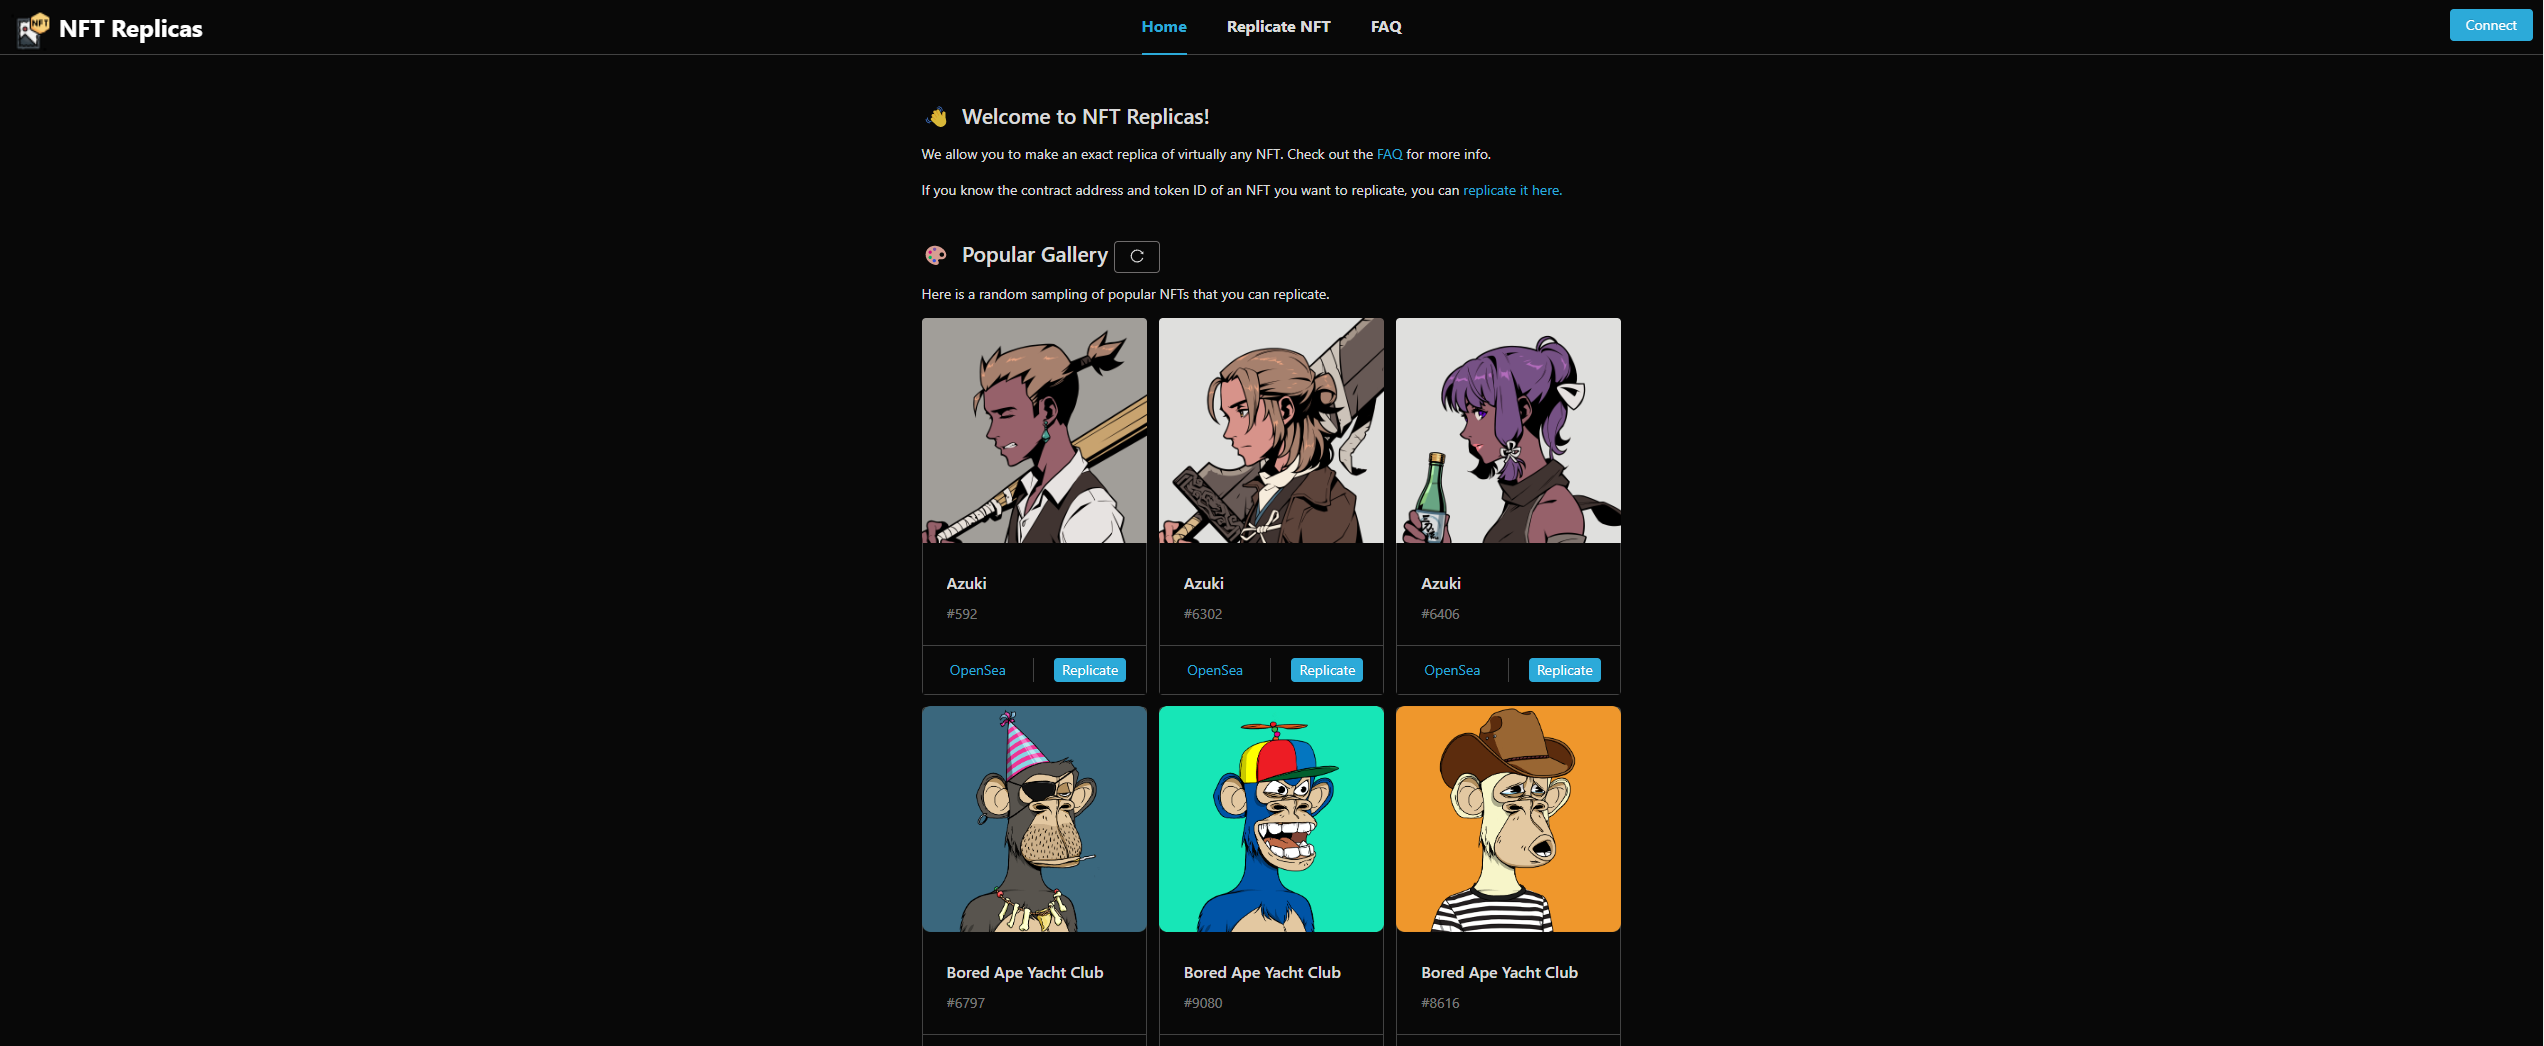 NFT
NFT Replicas
Home
Replicate NFT
FAQ
Connect
Welcome to NFT Replicas!
We allow you to make an exact replica of virtually any NFT. Check out the FAQ for more info.
If you know the contract address and token ID of an NFT you want to replicate, you can replicate it here.
Popular Gallery
Here is a random sampling of popular NFTs that you can replicate.
Azuki
#592
OpenSea
Replicate
Azuki
#6302
OpenSea
Replicate
Azuki
#6406
OpenSea
Replicate
Bored Ape Yacht Club
#6797
Bored Ape Yacht Club
#9080
Bored Ape Yacht Club
#8616